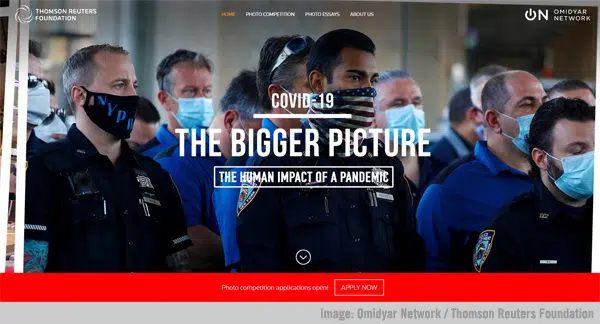 THOMSON REUTERS
FOUNDATION
HOME PHOTO COMPETITION PHOTO ESSAYS ABOUT US
ON OMIDYAR
NETWORK
NYPD
COVID-19
THE BIGGER PICTURE
THE HUMAN IMPACT OF A PANDEMIC
Photo competition applications open! APPLY NOW
Image: Omidyar Network / Thomson Reuters Foundation